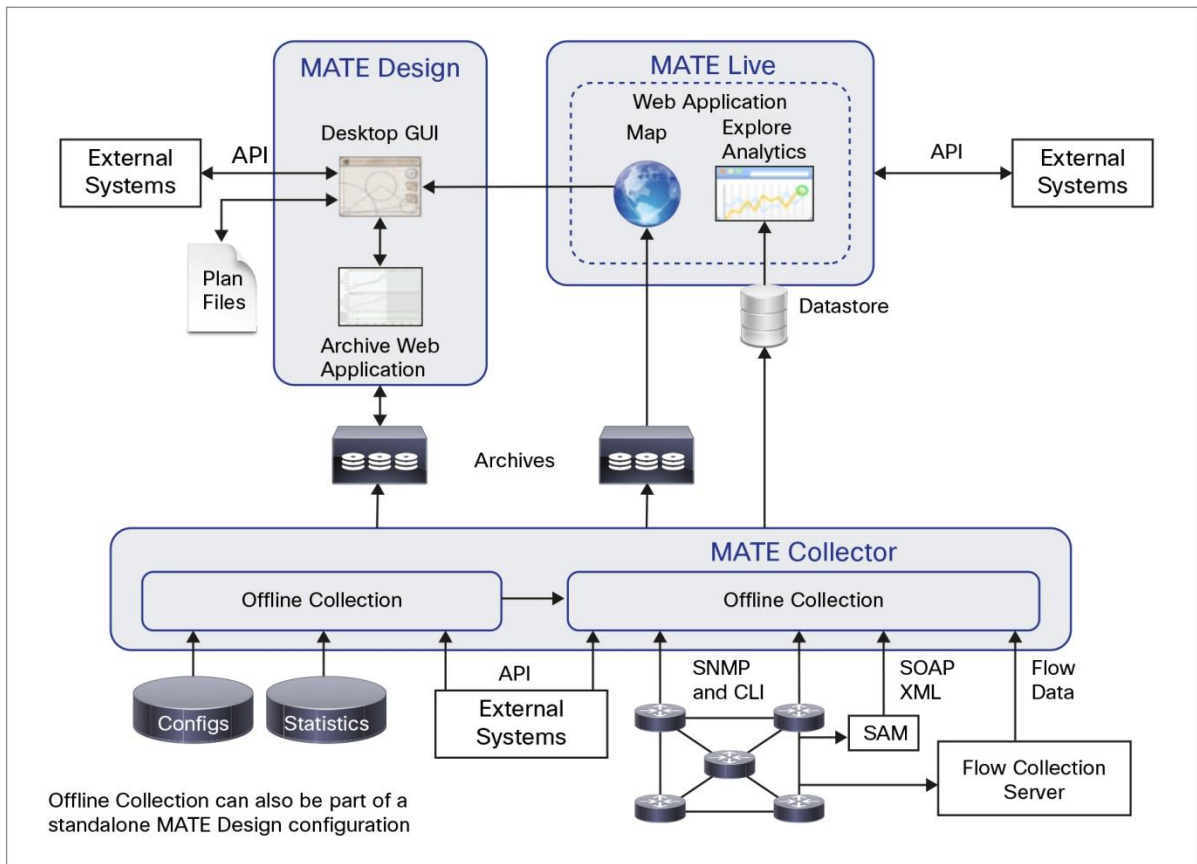 MATE Design
MATE Live
Web Application
Desktop GUI
Map
Explore
Analytics
External
Systems
API
API
External
Systems
Plan
Files
Archive Web
Application
Datastore
Archives
MATE Collector
Offline Collection
Offline Collection
API
SNMP
and CLI
SOAP
XML
Flow
Data
Configs
Statistics
External
Systems
SAM
Flow Collection
Server
Offline Collection can also be part of a
standalone MATE Design configuration